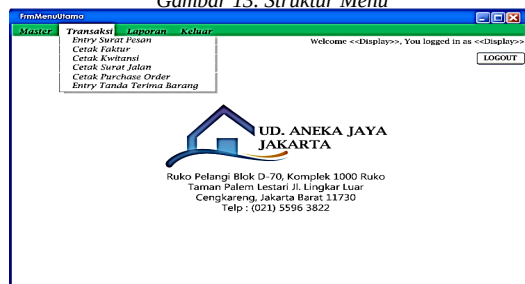 Gambar 13. Struktur Menu
FrmMenuUtama
Master Transaksi Laporan Keluar
Entry Surat Pesan
Cetak Faktur
Cetak Kwitansi
Cetak Surat Jalan
Cetak Purchase Order
Entry Tanda Terima Barang
Welcome <<Display>>, You logged in as <<Display>>
LOGOUT
UD. ANEKA JAYA
JAKARTA
Ruko Pelangi Blok D-70, Komplek 1000 Ruko
Taman Palem Lestari Jl. Lingkar Luar
Cengkareng, Jakarta Barat 11730
Telp : (021) 5596 3822